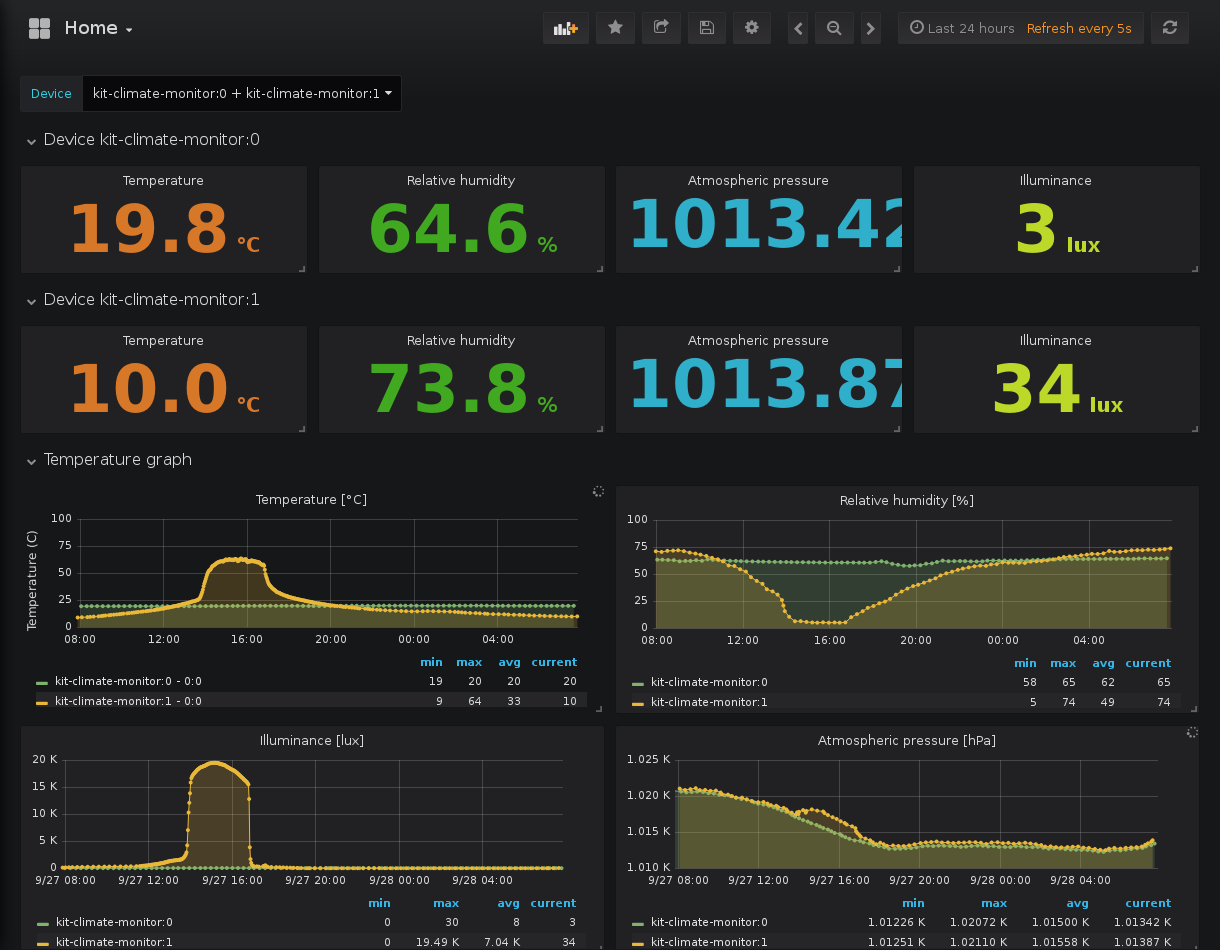 Home
Last 24 hours Refresh every 5s
Device kit-climate-monitor:0 + kit-climate-monitor:1
Device kit-climate-monitor:0
Temperature
19.8 °C
Relative humidity
64.6 %
Atmospheric pressure
1013.42
Illuminance
3 lux
Device kit-climate-monitor:1
Temperature
10.0 °C
Relative humidity
73.8 %
Atmospheric pressure
1013.87
Illuminance
34 lux
Temperature graph
Temperature [°C]
Temperature (C)
100
75
50
25
0
08:00 12:00 16:00 20:00 00:00 04:00
min max avg current
kit-climate-monitor:0 - 0:0 19 20 20 20
kit-climate-monitor:1 - 0:0 9 64 33 10
Relative humidity [%]
100
75
50
25
0
08:00 12:00 16:00 20:00 00:00 04:00
min max avg current
kit-climate-monitor:0 58 65 62 65
kit-climate-monitor:1 5 74 49 74
Illuminance [lux]
20 K
15 K
10 K
5 K
0
9/27 08:00 9/27 12:00 9/27 16:00 9/27 20:00 9/28 00:00 9/28 04:00
min max avg current
kit-climate-monitor:0 0 30 8 3
kit-climate-monitor:1 0 19.49 K 7.04 K 34
Atmospheric pressure [hPa]
1.025 K
1.020 K
1.015 K
1.010 K
9/27 08:00 9/27 12:00 9/27 16:00 9/27 20:00 9/28 00:00 9/28 04:00
min max avg current
kit-climate-monitor:0 1.01226 K 1.02072 K 1.01500 K 1.01342 K
kit-climate-monitor:1 1.01251 K 1.02110 K 1.01558 K 1.01387 K